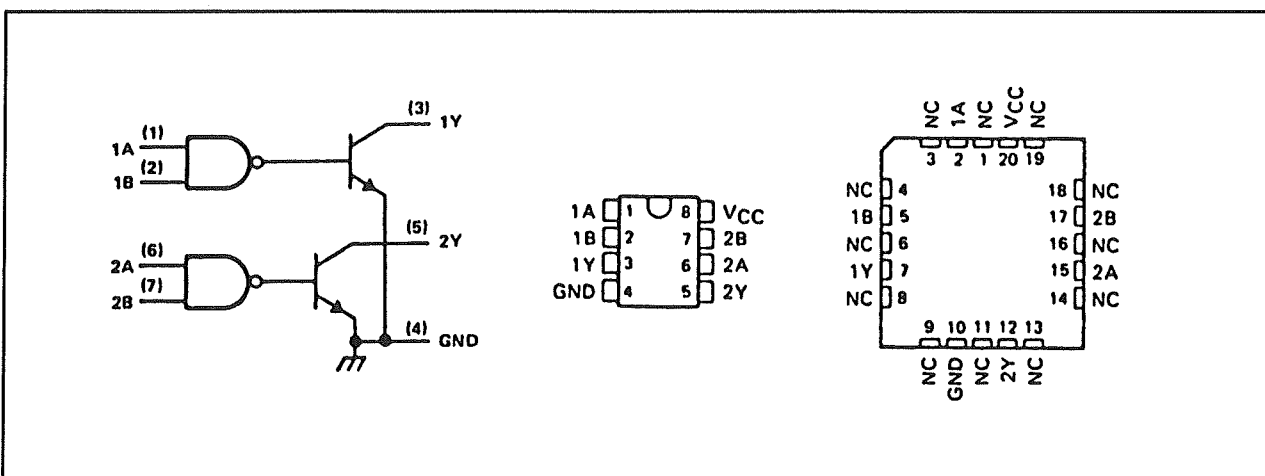 (1)
1A
(2)
1B
(3)
1Y
(5)
2Y
(6)
2A
(7)
2B
(4)
GND
1A 1 8 VCC
1B 2 7 2B
1Y 3 6 2A
GND 4 5 2Y
NC 1A NC VCC NC
3 2 1 20 19
NC 4 18 NC
1B 5 17 2B
NC 6 16 NC
1Y 7 15 2A
NC 8 14 NC
9 10 11 12 13
NC GND NC 2Y NC